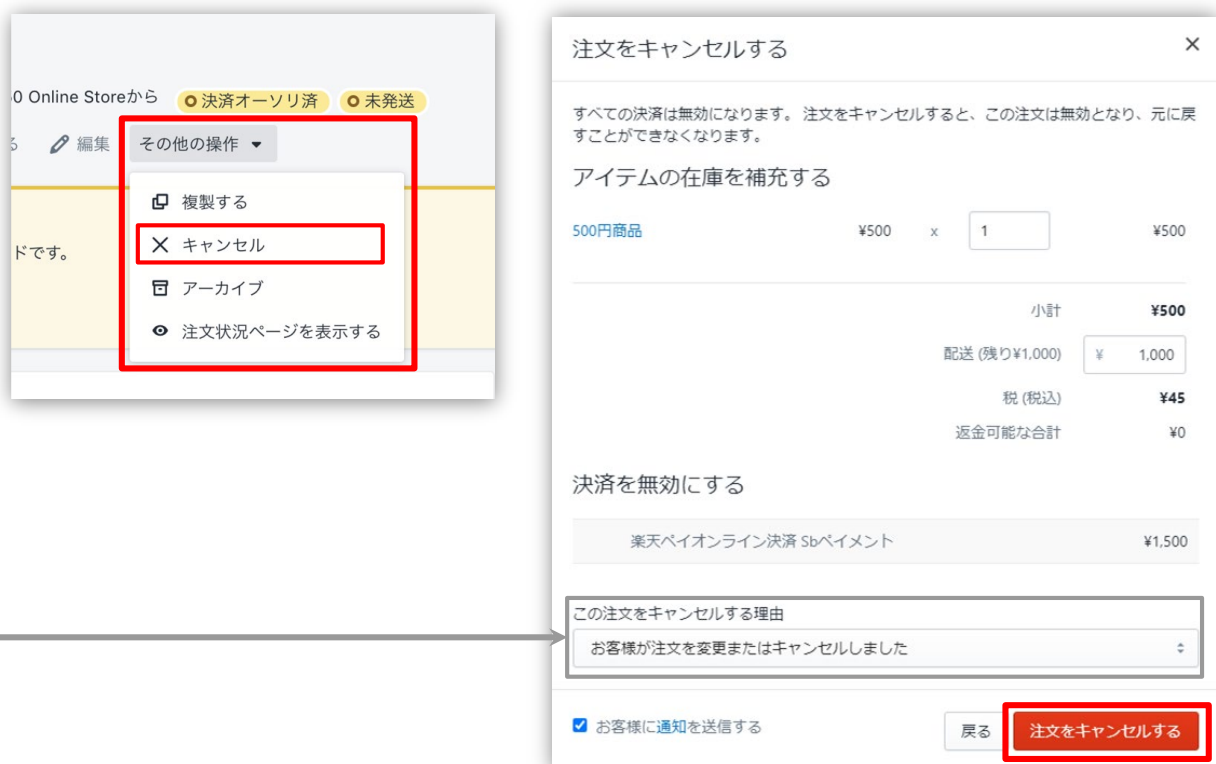 0 Online Storeから 決済オーソリ済 未発送
る 編集 その他の操作
複製する
キャンセル
ドです。
アーカイブ
注文状況ページを表示する
注文をキャンセルする
すべての決済は無効になります。 注文をキャンセルすると、この注文は無効となり、元に戻
すことができなくなります。
アイテムの在庫を補充する
500円商品 ¥500 x 1 ¥500
小計 ¥500
配送 (残り¥1,000) ¥ 1,000
税 (税込) ¥45
返金可能な合計 ¥0
決済を無効にする
楽天ペイオンライン決済 Sbペイメント ¥1,500
この注文をキャンセルする理由
お客様が注文を変更またはキャンセルしました
お客様に通知を送信する 戻る 注文をキャンセルする